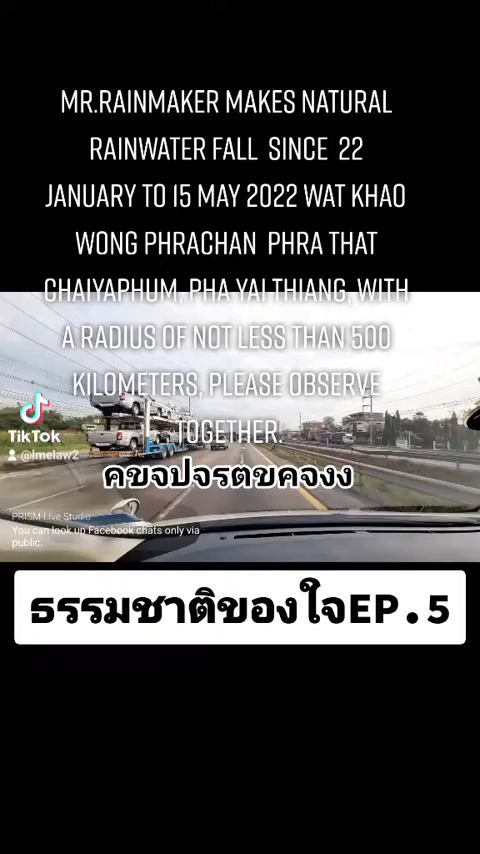 MR.RAINMAKER MAKES NATURAL
RAINWATER FALL SINCE 22
JANUARY TO 15 MAY 2022 WAT KHAO
WONG PHRACHAN PHRA THAT
CHAIYAPHUM, PHA YAI THIANG, WITH
A RADIUS OF NOT LESS THAN 500
KILOMETERS, PLEASE OBSERVE
TOGETHER.
TikTok
@lmelaw2
คขจปจรตขคจงง
PRISM Live Studio
You can look up Facebook chats only via
public.
ธรรมชาติของใจEP.5